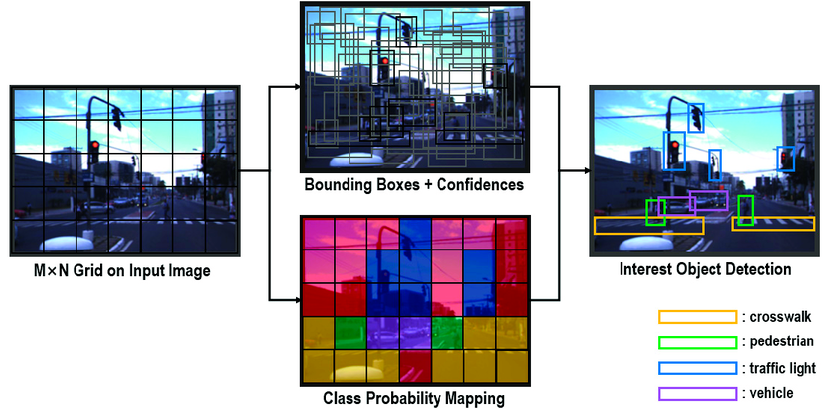 M×N Grid on Input Image
Bounding Boxes + Confidences
Class Probability Mapping
Interest Object Detection
: crosswalk
: pedestrian
: traffic light
: vehicle